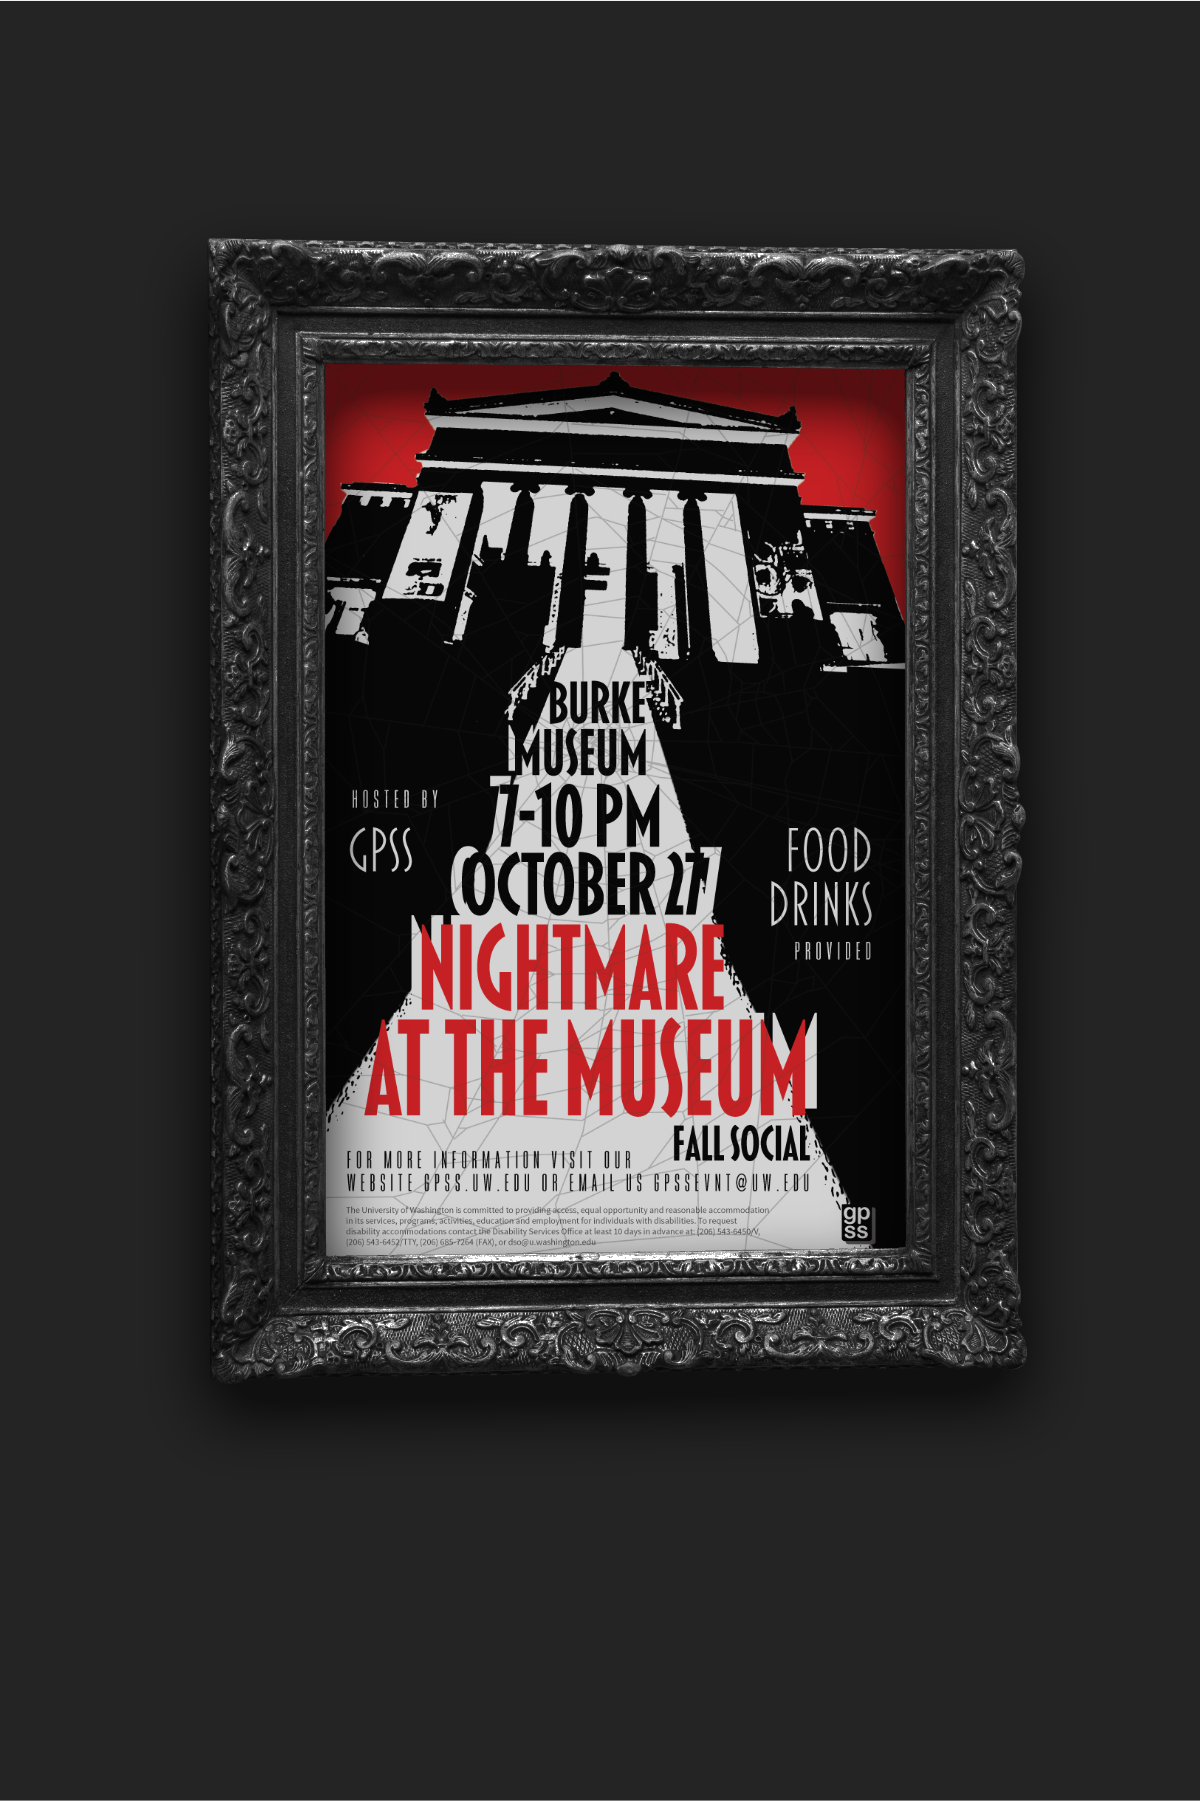 BURKE
MUSEUM
7-10 PM
OCTOBER 27
HOSTED BY
GPSS
FOOD
DRINKS
PROVIDED
NIGHTMARE
AT THE MUSEUM
FALL SOCIAL
FOR MORE INFORMATION VISIT OUR
WEBSITE GPSS.UW.EDU OR EMAIL US GPSSEVNT@UW.EDU
The University of Washington is committed to providing access, equal opportunity and reasonable accommodation
in its services, programs, activities, education and employment for individuals with disabilities. To request
disability accommodations contact the Disability Services Office at least 10 days in advance at: (206) 543-6450/V,
(206) 543-6452/TTY, (206) 685-7264 (FAX), or dso@u.washington.edu
gp
ss